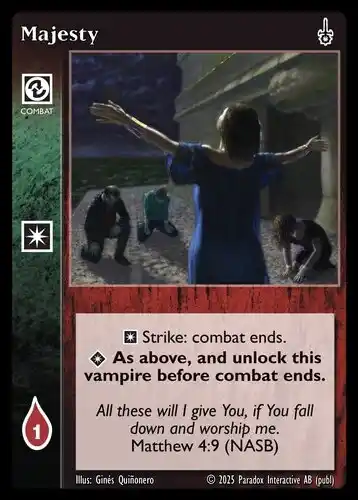 Majesty
COMBAT
Strike: combat ends.
As above, and unlock this
vampire before combat ends.
All these will I give You, if You fall
down and worship me.
Matthew 4:9 (NASB)
1
Illus: Ginés Quiñonero © 2025 Paradox Interactive AB (publ)